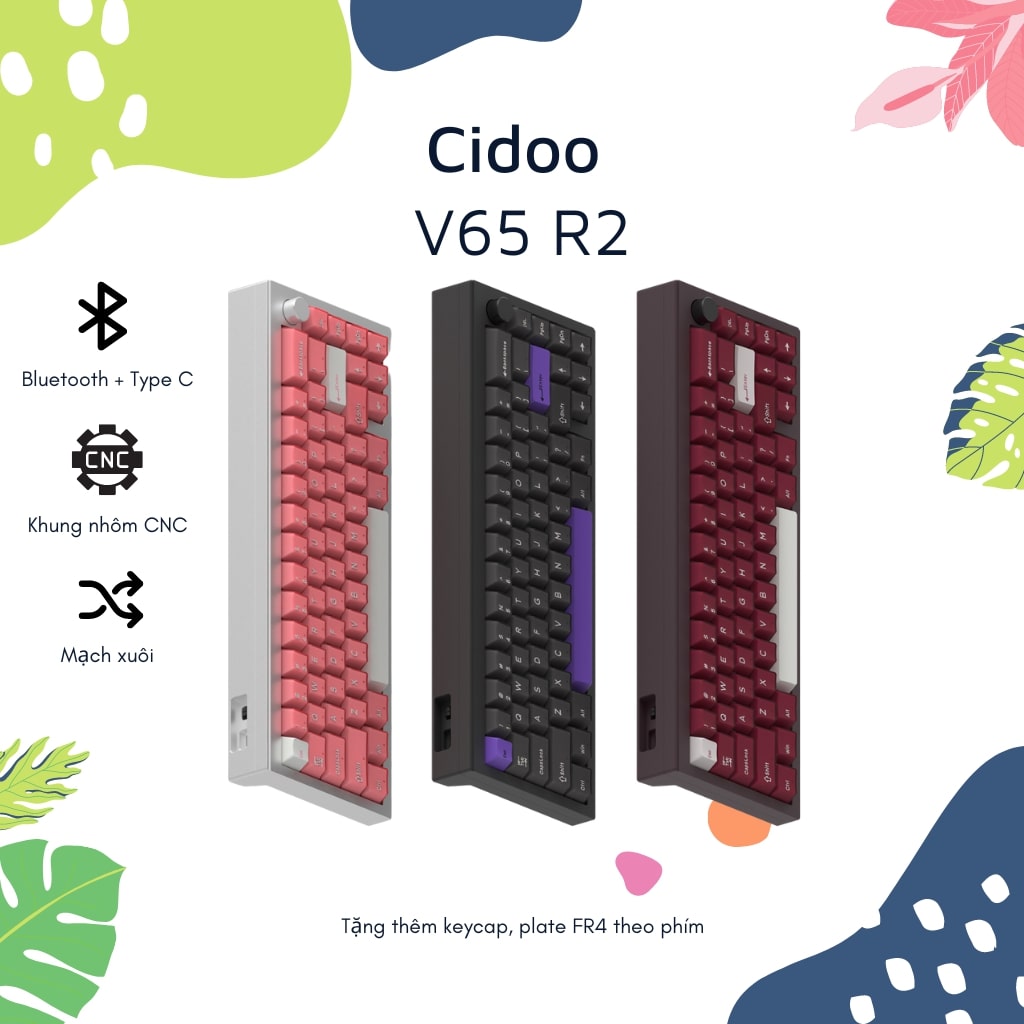 Cidoo
V65 R2
Bluetooth + Type C
CNC
Khung nhôm CNC
Mạch xuôi
Tặng thêm keycap, plate FR4 theo phím